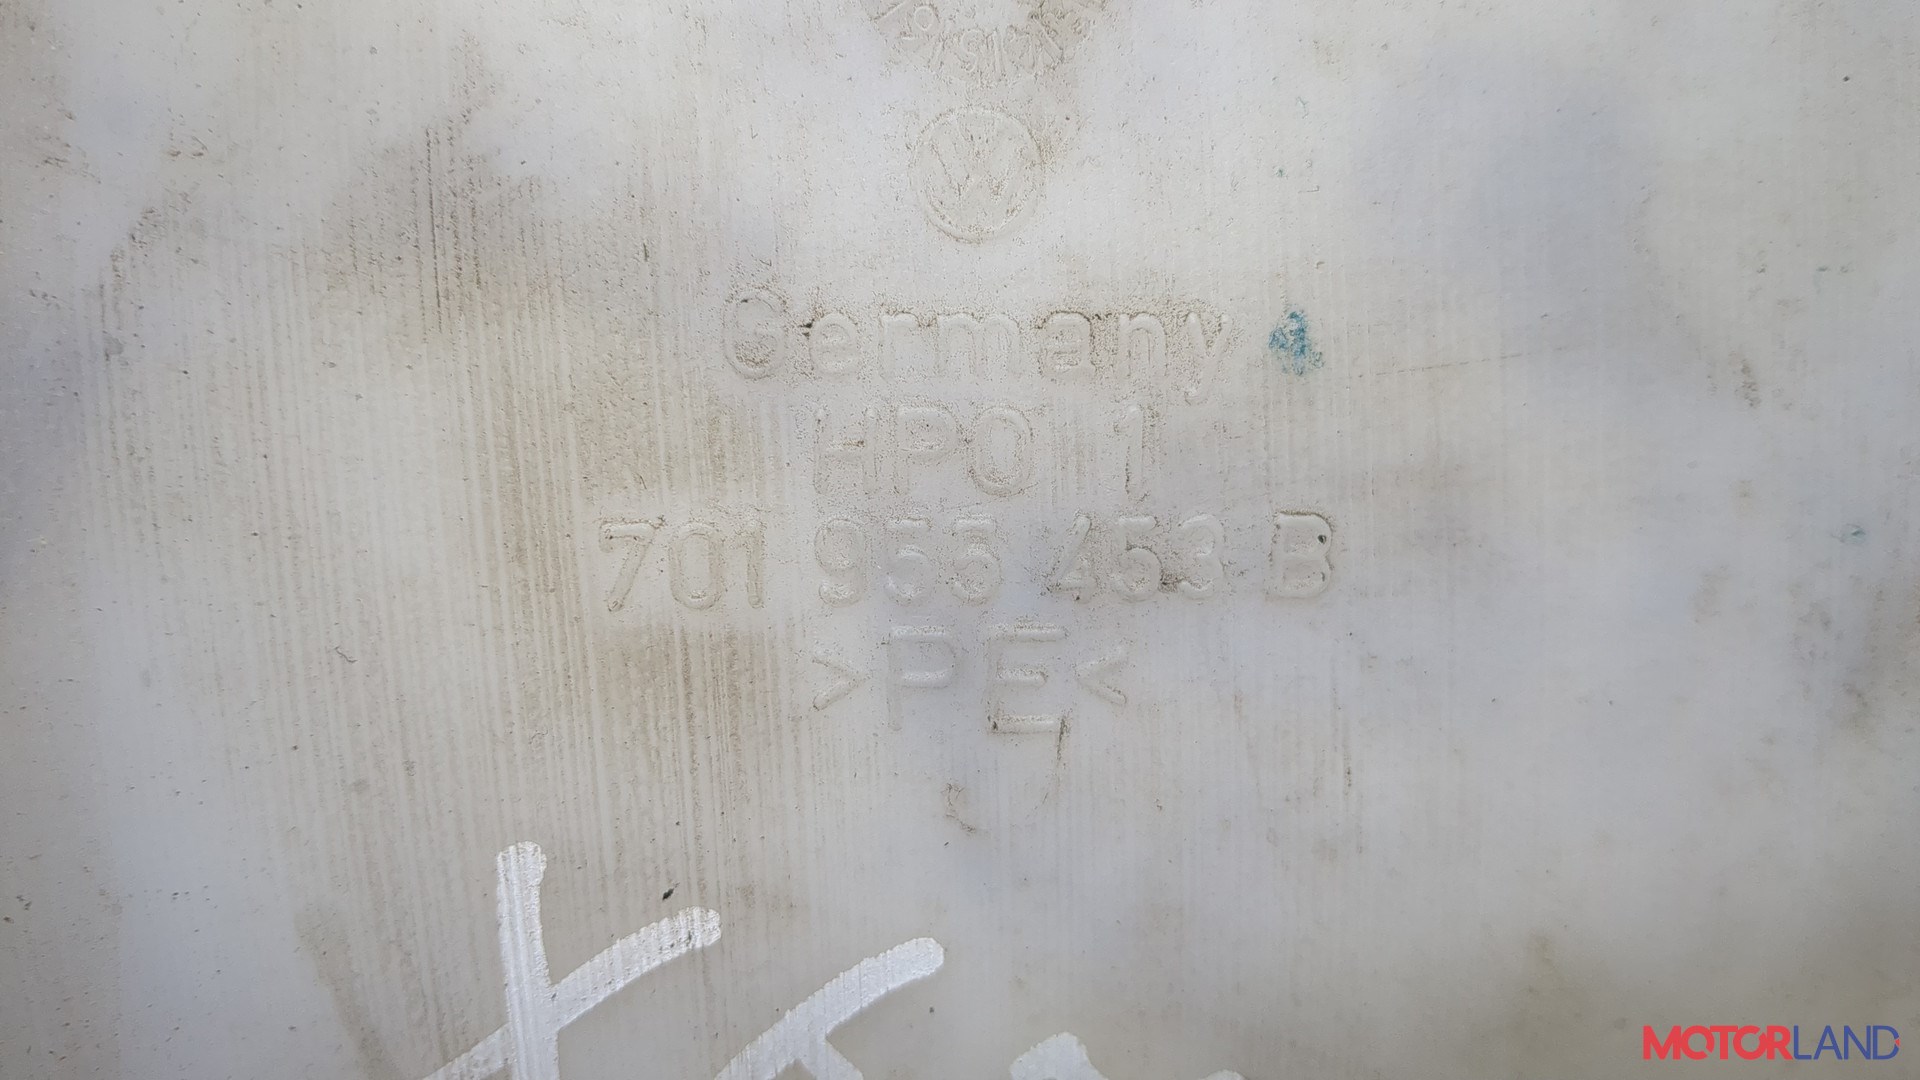 Germany
HPO 1
701 955 453 B
>PE<
MOTORLAND